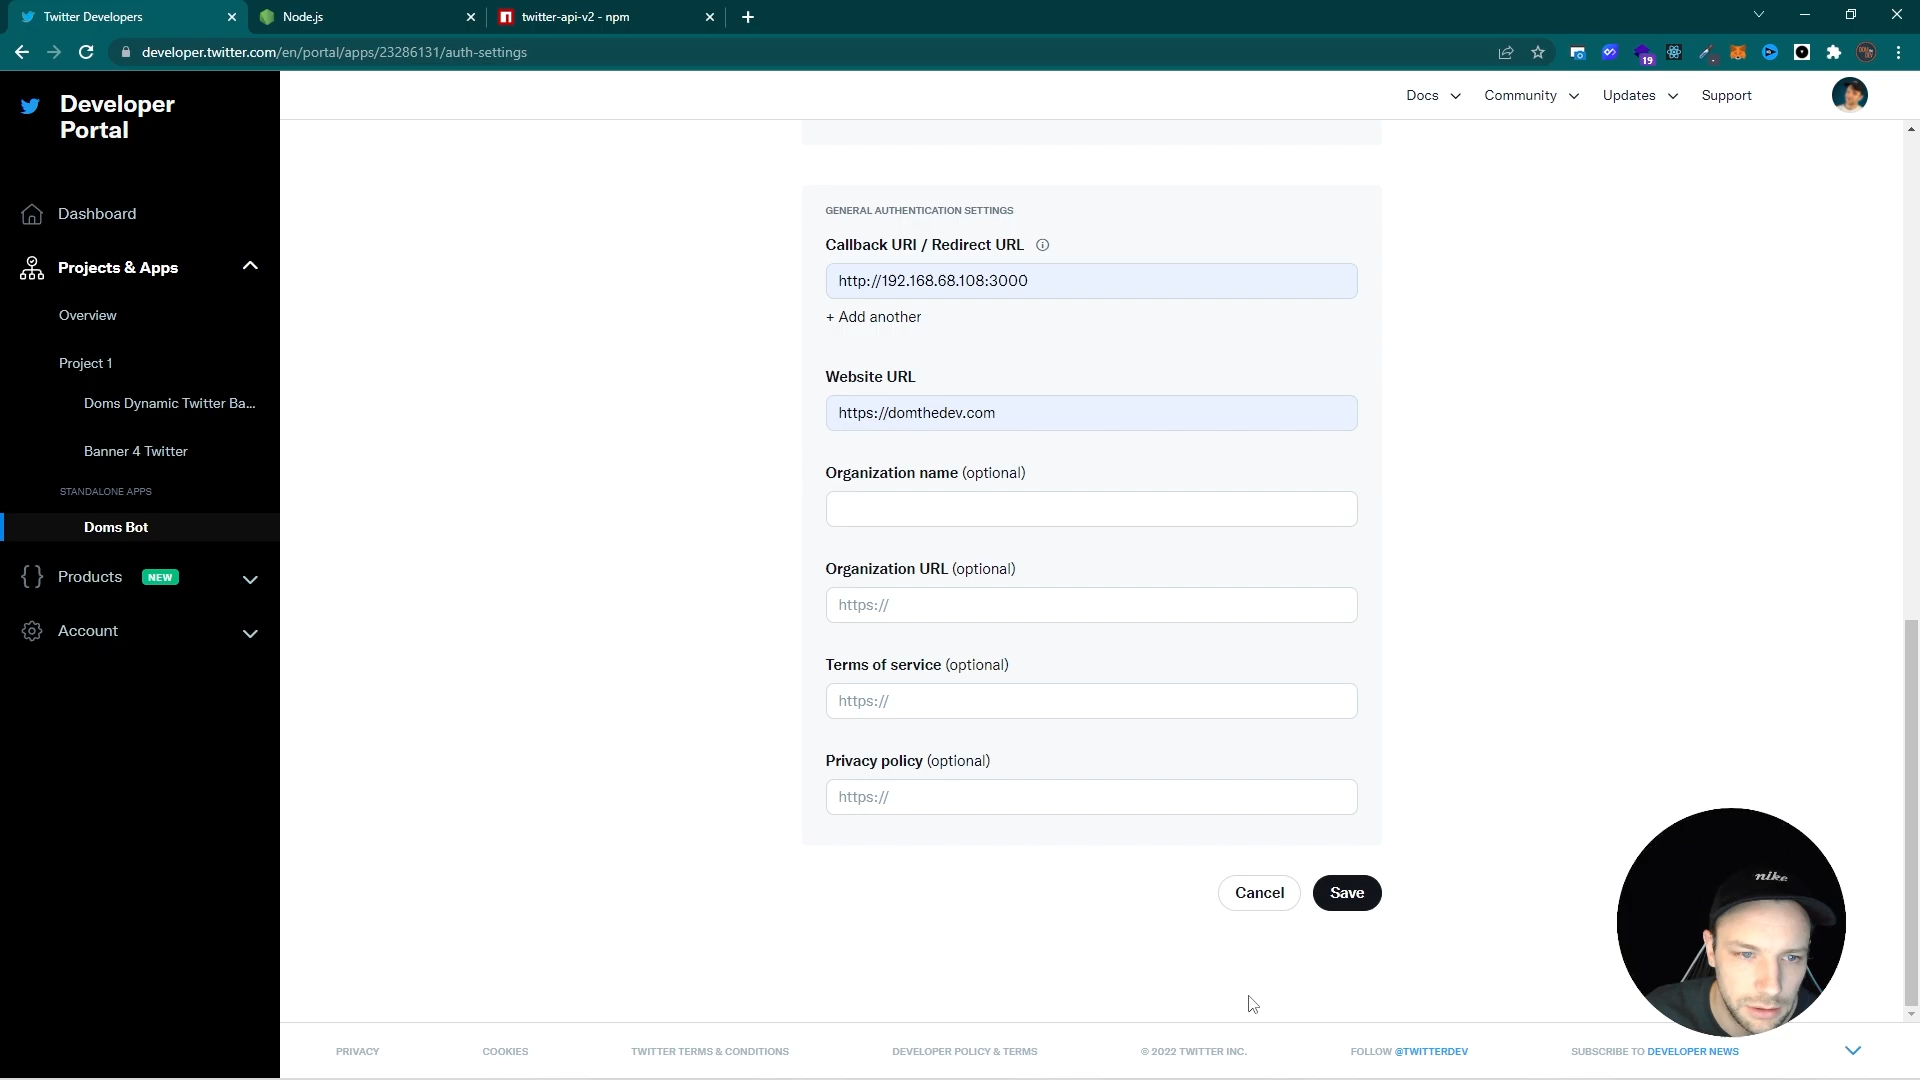 Twitter Developers
Node.js
twitter-api-v2 - npm
developer.twitter.com/en/portal/apps/23286131/auth-settings
19
Developer
Portal
Docs
Community
Updates
Support
Dashboard
Projects & Apps
Overview
Project 1
Doms Dynamic Twitter Ba...
Banner 4 Twitter
STANDALONE APPS
Doms Bot
Products NEW
Account
GENERAL AUTHENTICATION SETTINGS
Callback URI / Redirect URL
http://192.168.68.108:3000
+ Add another
Website URL
https://domthedev.com
Organization name (optional)
Organization URL (optional)
https://
Terms of service (optional)
https://
Privacy policy (optional)
https://
Cancel
Save
nike
PRIVACY
COOKIES
TWITTER TERMS & CONDITIONS
DEVELOPER POLICY & TERMS
© 2022 TWITTER INC.
FOLLOW @TWITTERDEV
SUBSCRIBE TO DEVELOPER NEWS